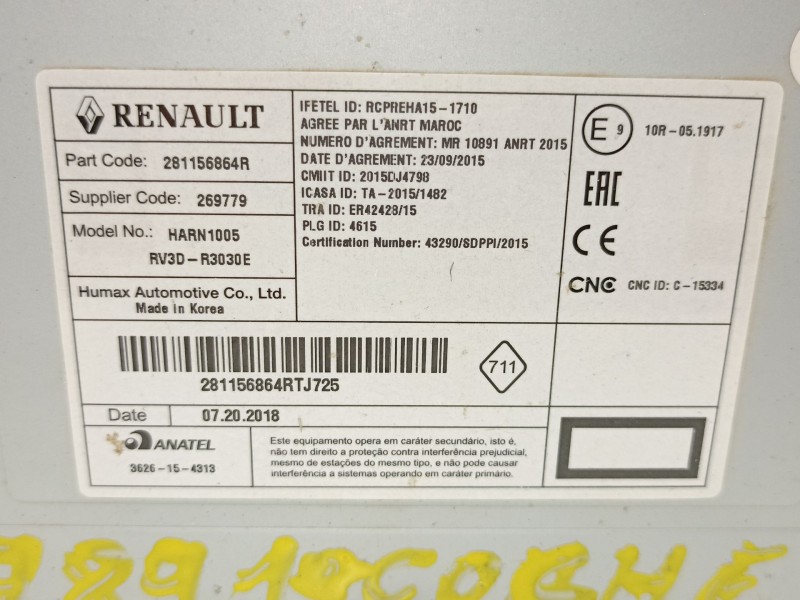 RENAULT
Part Code: 281156864R
Supplier Code: 269779
Model No.: HARN1005
RV3D-R3030E
Humax Automotive Co., Ltd.
Made in Korea
IFETEL ID: RCPREHA15-1710
AGREE PAR L'ANRT MAROC
NUMERO D'AGREMENT: MR 10891 ANRT 2015
DATE D'AGREMENT: 23/09/2015
CMIIT ID: 2015DJ4798
ICASA ID: TA-2015/1482
TRA ID: ER42428/15
PLG ID: 4615
Certification Number: 43290/SDPPI/2015
E 9 10R-05.1917
EAC
CE
CNC CNC ID: C-15334
281156864RTJ725
711
Date 07.20.2018
ANATEL
3626-15-4313
Este equipamento opera em caráter secundário, isto é,
não tem direito a proteção contra interferência prejudicial,
mesmo de estações do mesmo tipo, e não pode causar
interferência a sistemas operando em caráter primário.